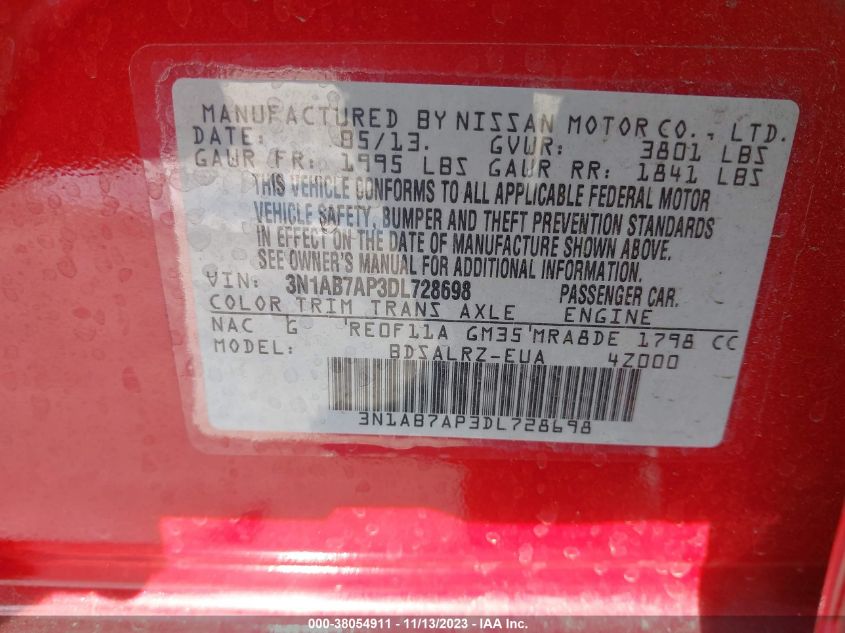 MANUFACTURED BY NISSAN MOTOR CO., LTD.
DATE: 05/13. GVWR: 3801 LBS
GAWR FR: 1995 LBS GAWR RR: 1841 LBS
THIS VEHICLE CONFORMS TO ALL APPLICABLE FEDERAL MOTOR
VEHICLE SAFETY, BUMPER AND THEFT PREVENTION STANDARDS
IN EFFECT ON THE DATE OF MANUFACTURE SHOWN ABOVE.
SEE OWNER'S MANUAL FOR ADDITIONAL INFORMATION.
VIN: 3N1AB7AP3DL728698 PASSENGER CAR.
COLOR TRIM TRANS AXLE ENGINE
NAC G RE0F11A GM35 MRA8DE 1798 CC
MODEL: BDSALRZ-EUA 4Z000
3N1AB7AP3DL728698
000-38054911 - 11/13/2023 - IAA Inc.